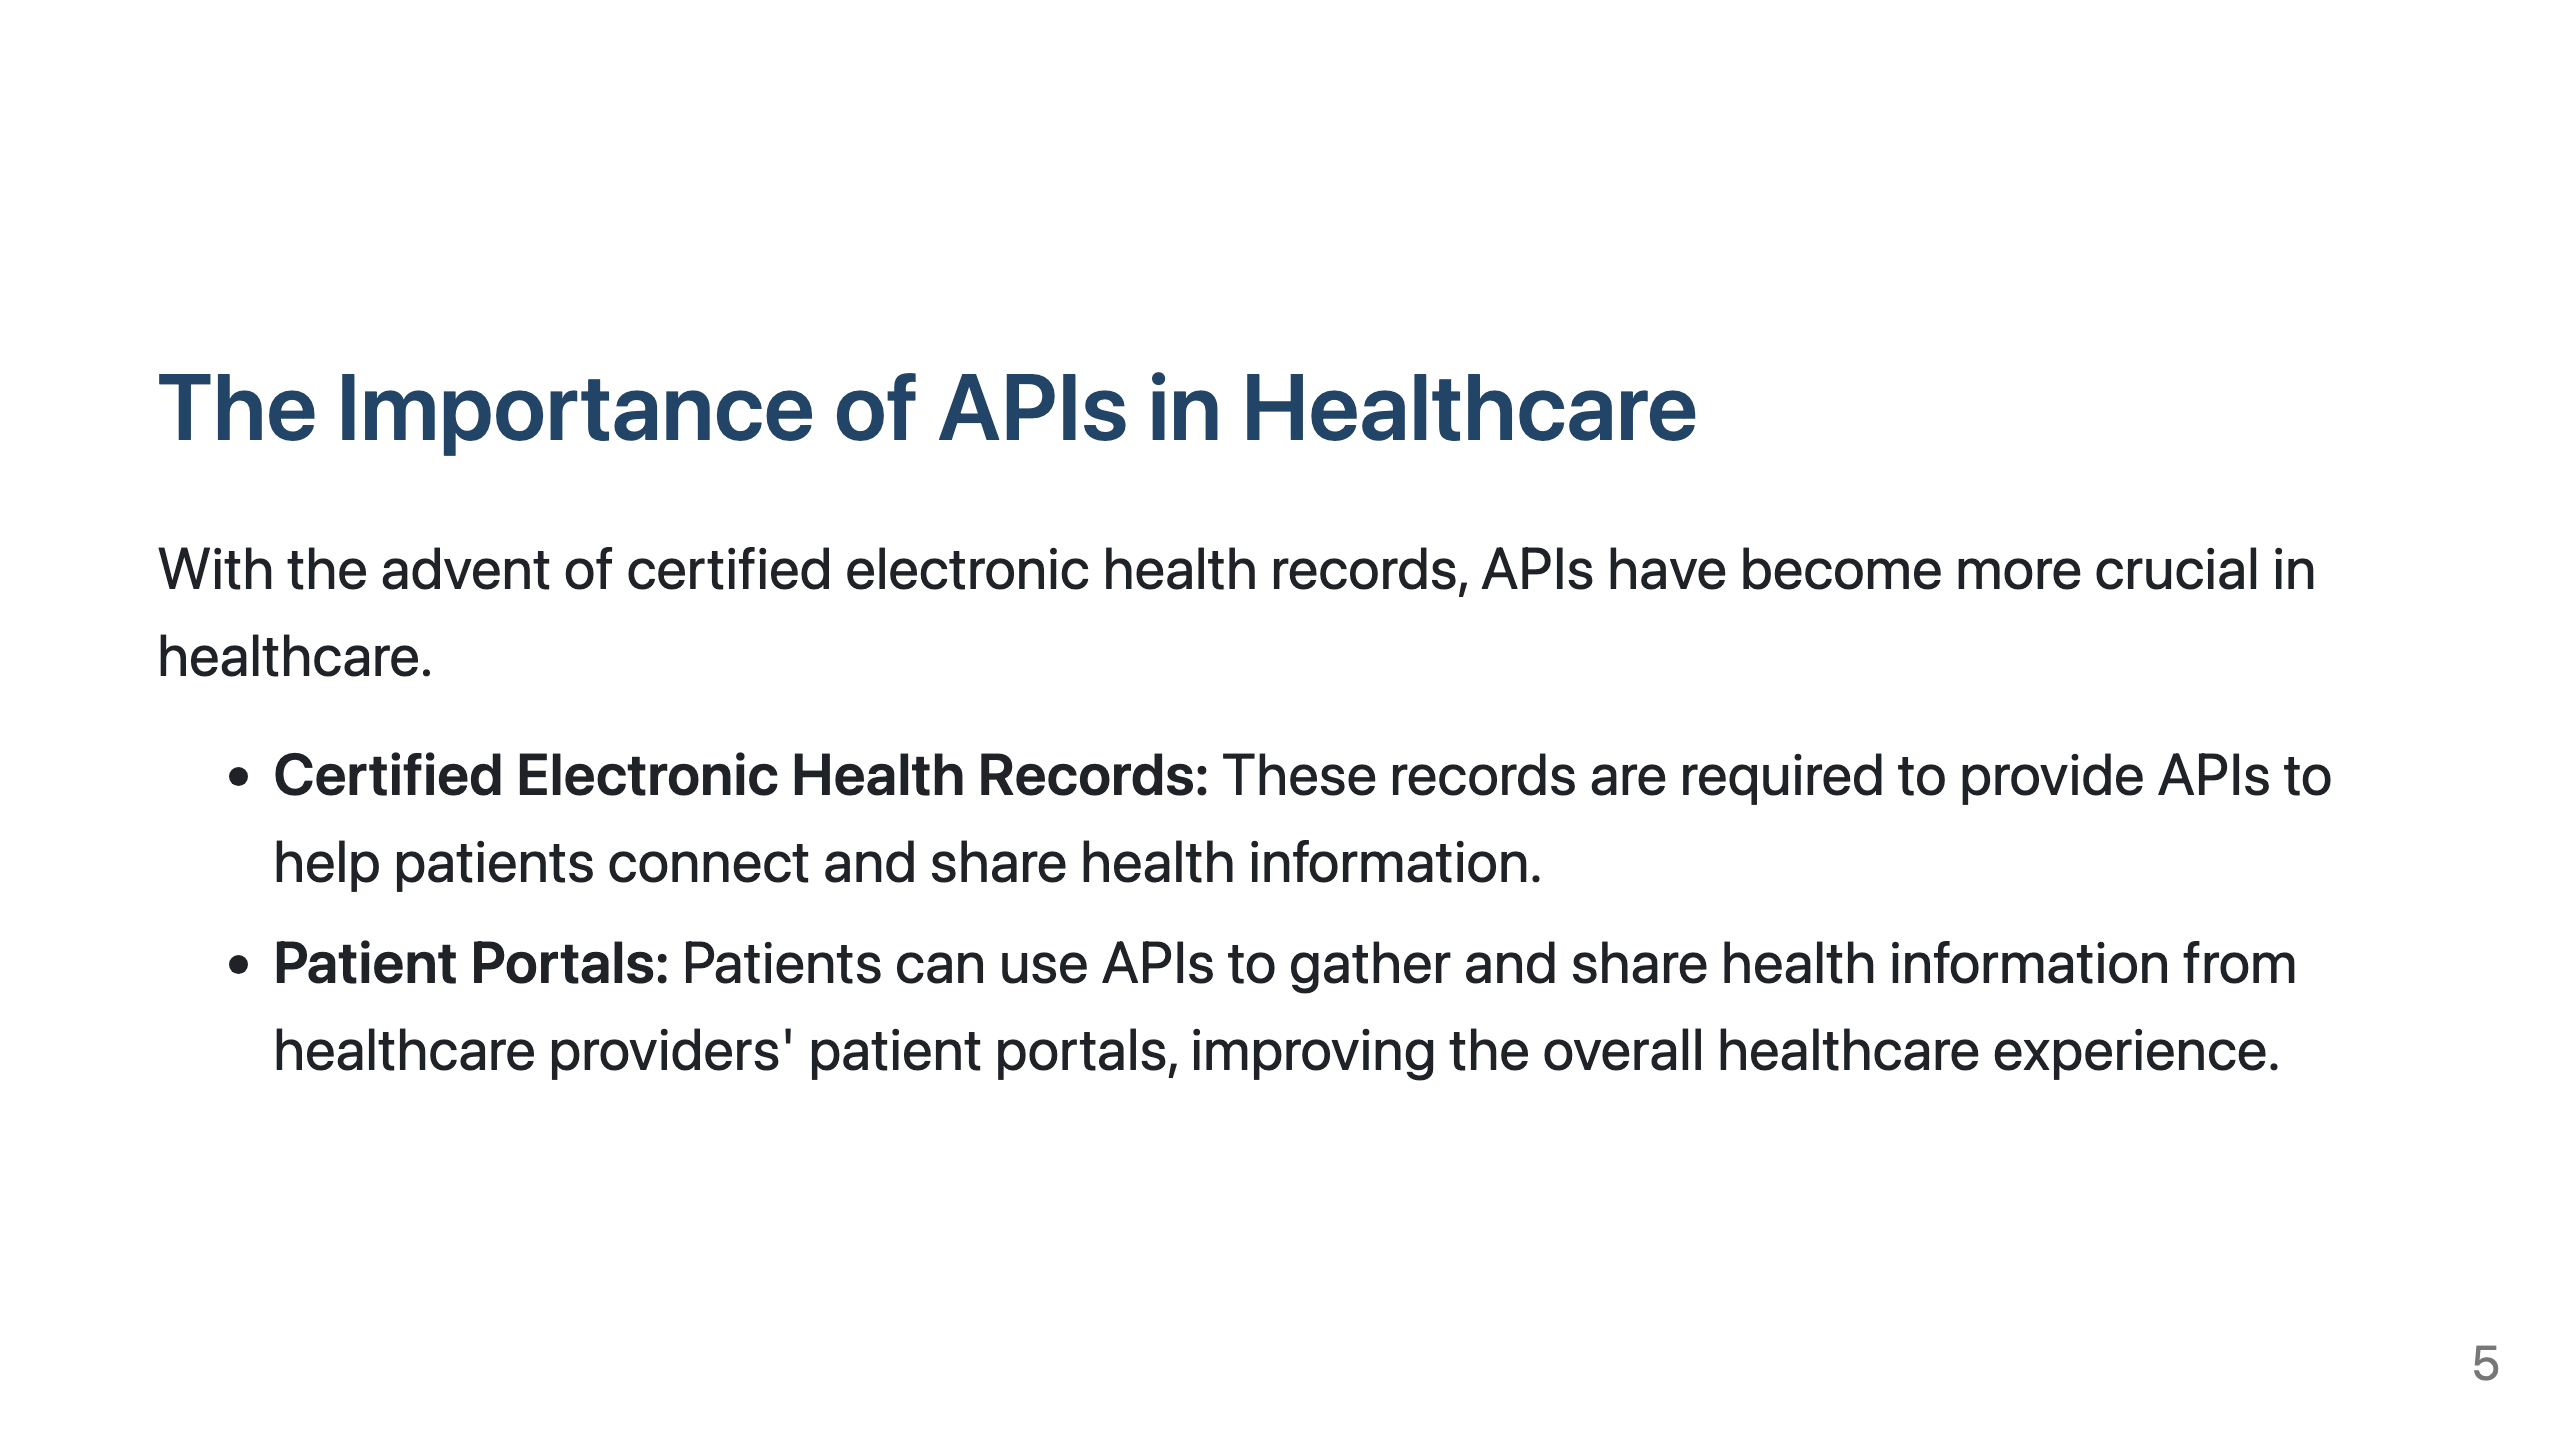 The Importance of APIs in Healthcare
With the advent of certified electronic health records, APIs have become more crucial in
healthcare.
• Certified Electronic Health Records: These records are required to provide APIs to
help patients connect and share health information.
• Patient Portals: Patients can use APIs to gather and share health information from
healthcare providers' patient portals, improving the overall healthcare experience.
5